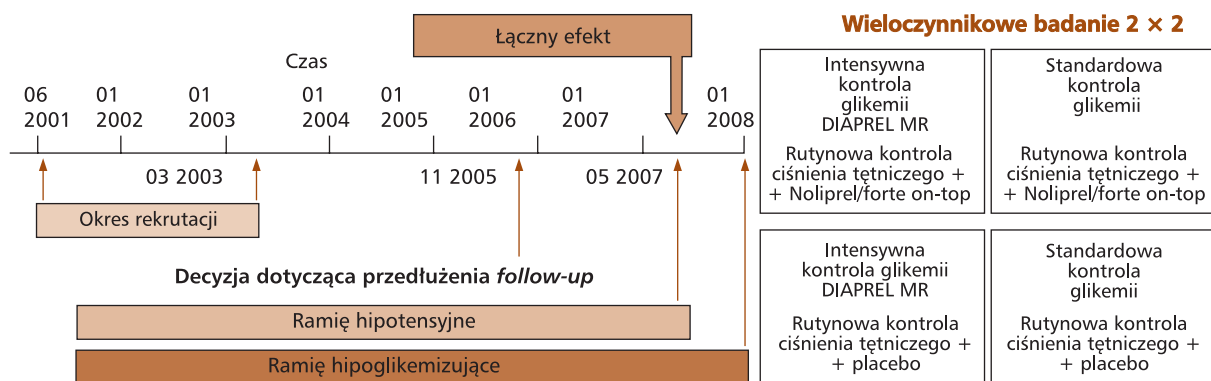 Łączny efekt
Czas
06 2001
01 2002
01 2003
01 2004
01 2005
01 2006
01 2007
01 2008
03 2003
11 2005
05 2007
Okres rekrutacji
Decyzja dotycząca przedłużenia follow-up
Ramię hipotensyjne
Ramię hipoglikemizujące
Wieloczynnikowe badanie 2 × 2
Intensywna
kontrola
glikemii
DIAPREL MR
Rutynowa kontrola
ciśnienia tętniczego +
+ Noliprel/forte on-top
Standardowa
kontrola
glikemii
Rutynowa kontrola
ciśnienia tętniczego +
+ Noliprel/forte on-top
Intensywna
kontrola glikemii
DIAPREL MR
Rutynowa kontrola
ciśnienia tętniczego +
+ placebo
Standardowa
kontrola
glikemii
Rutynowa kontrola
ciśnienia tętniczego +
+ placebo